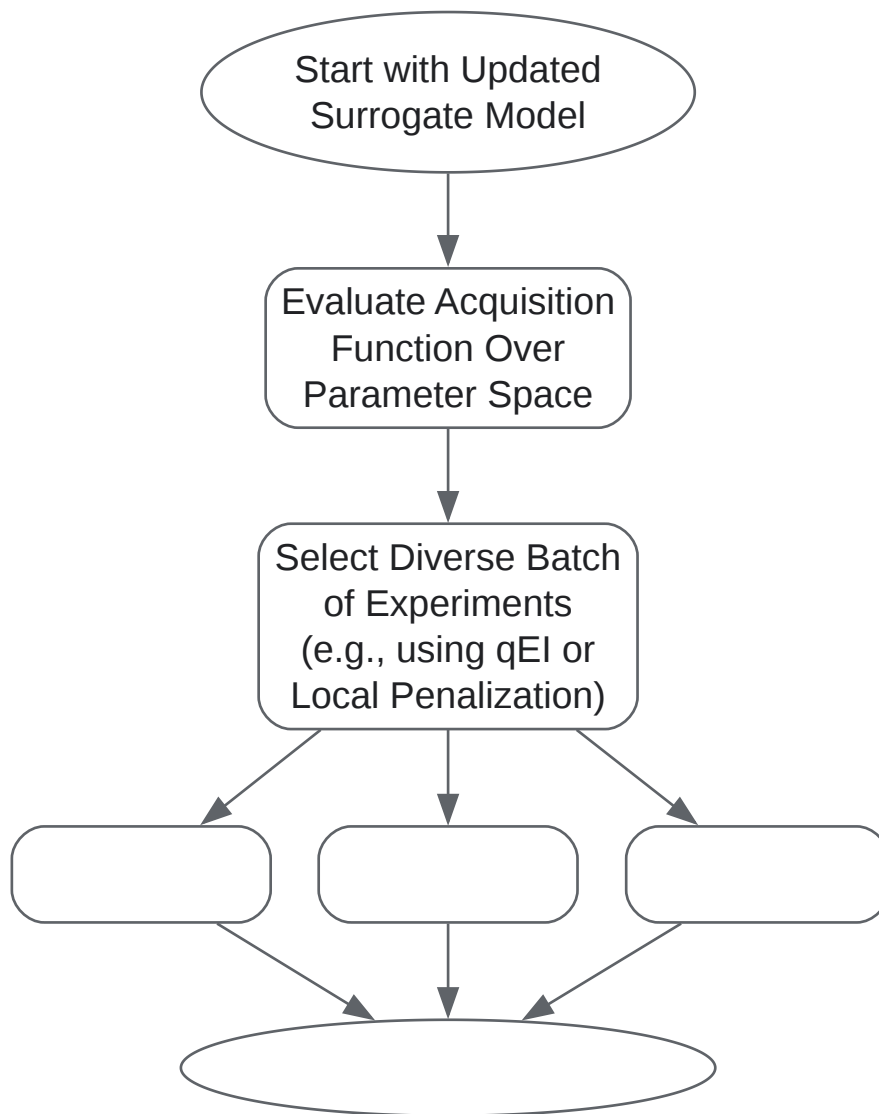 Start with Updated
Surrogate Model
Evaluate Acquisition
Function Over
Parameter Space
Select Diverse Batch
of Experiments
(e.g., using qEI or
Local Penalization)